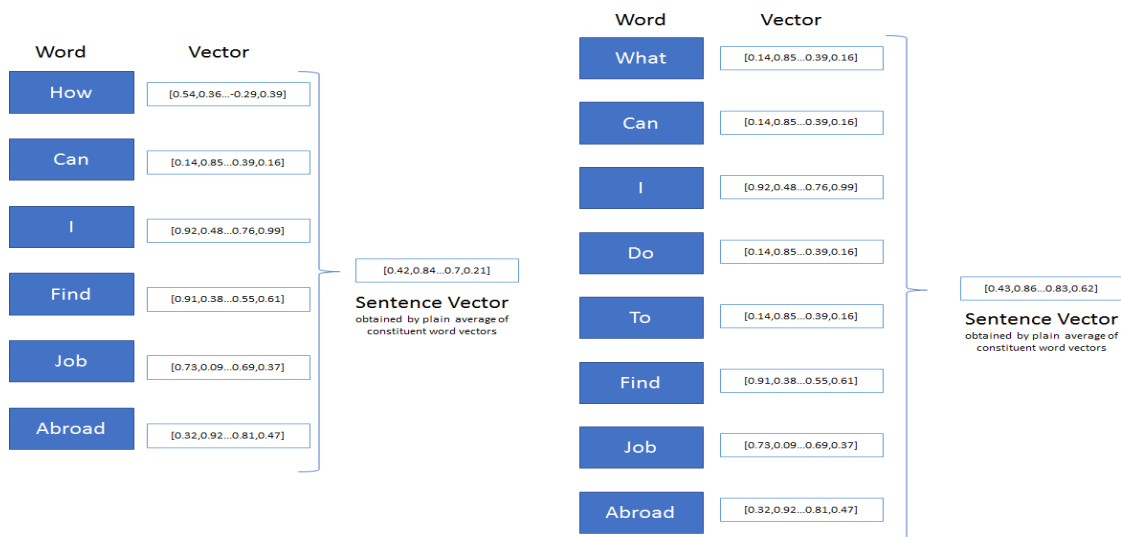 Word Vector
How [0.54,0.36...-0.29,0.39]
Can [0.14,0.85...0.39,0.16]
I [0.92,0.48...0.76,0.99]
Find [0.91,0.38...0.55,0.61]
Job [0.73,0.09...0.69,0.37]
Abroad [0.32,0.92...0.81,0.47]
[0.42,0.84...0.7,0.21]
Sentence Vector
obtained by plain average of
constituent word vectors
Word Vector
What [0.14,0.85...0.39,0.16]
Can [0.14,0.85...0.39,0.16]
I [0.92,0.48...0.76,0.99]
Do [0.14,0.85...0.39,0.16]
To [0.14,0.85...0.39,0.16]
Find [0.91,0.38...0.55,0.61]
Job [0.73,0.09...0.69,0.37]
Abroad [0.32,0.92...0.81,0.47]
[0.43,0.86...0.83,0.62]
Sentence Vector
obtained by plain average of
constituent word vectors